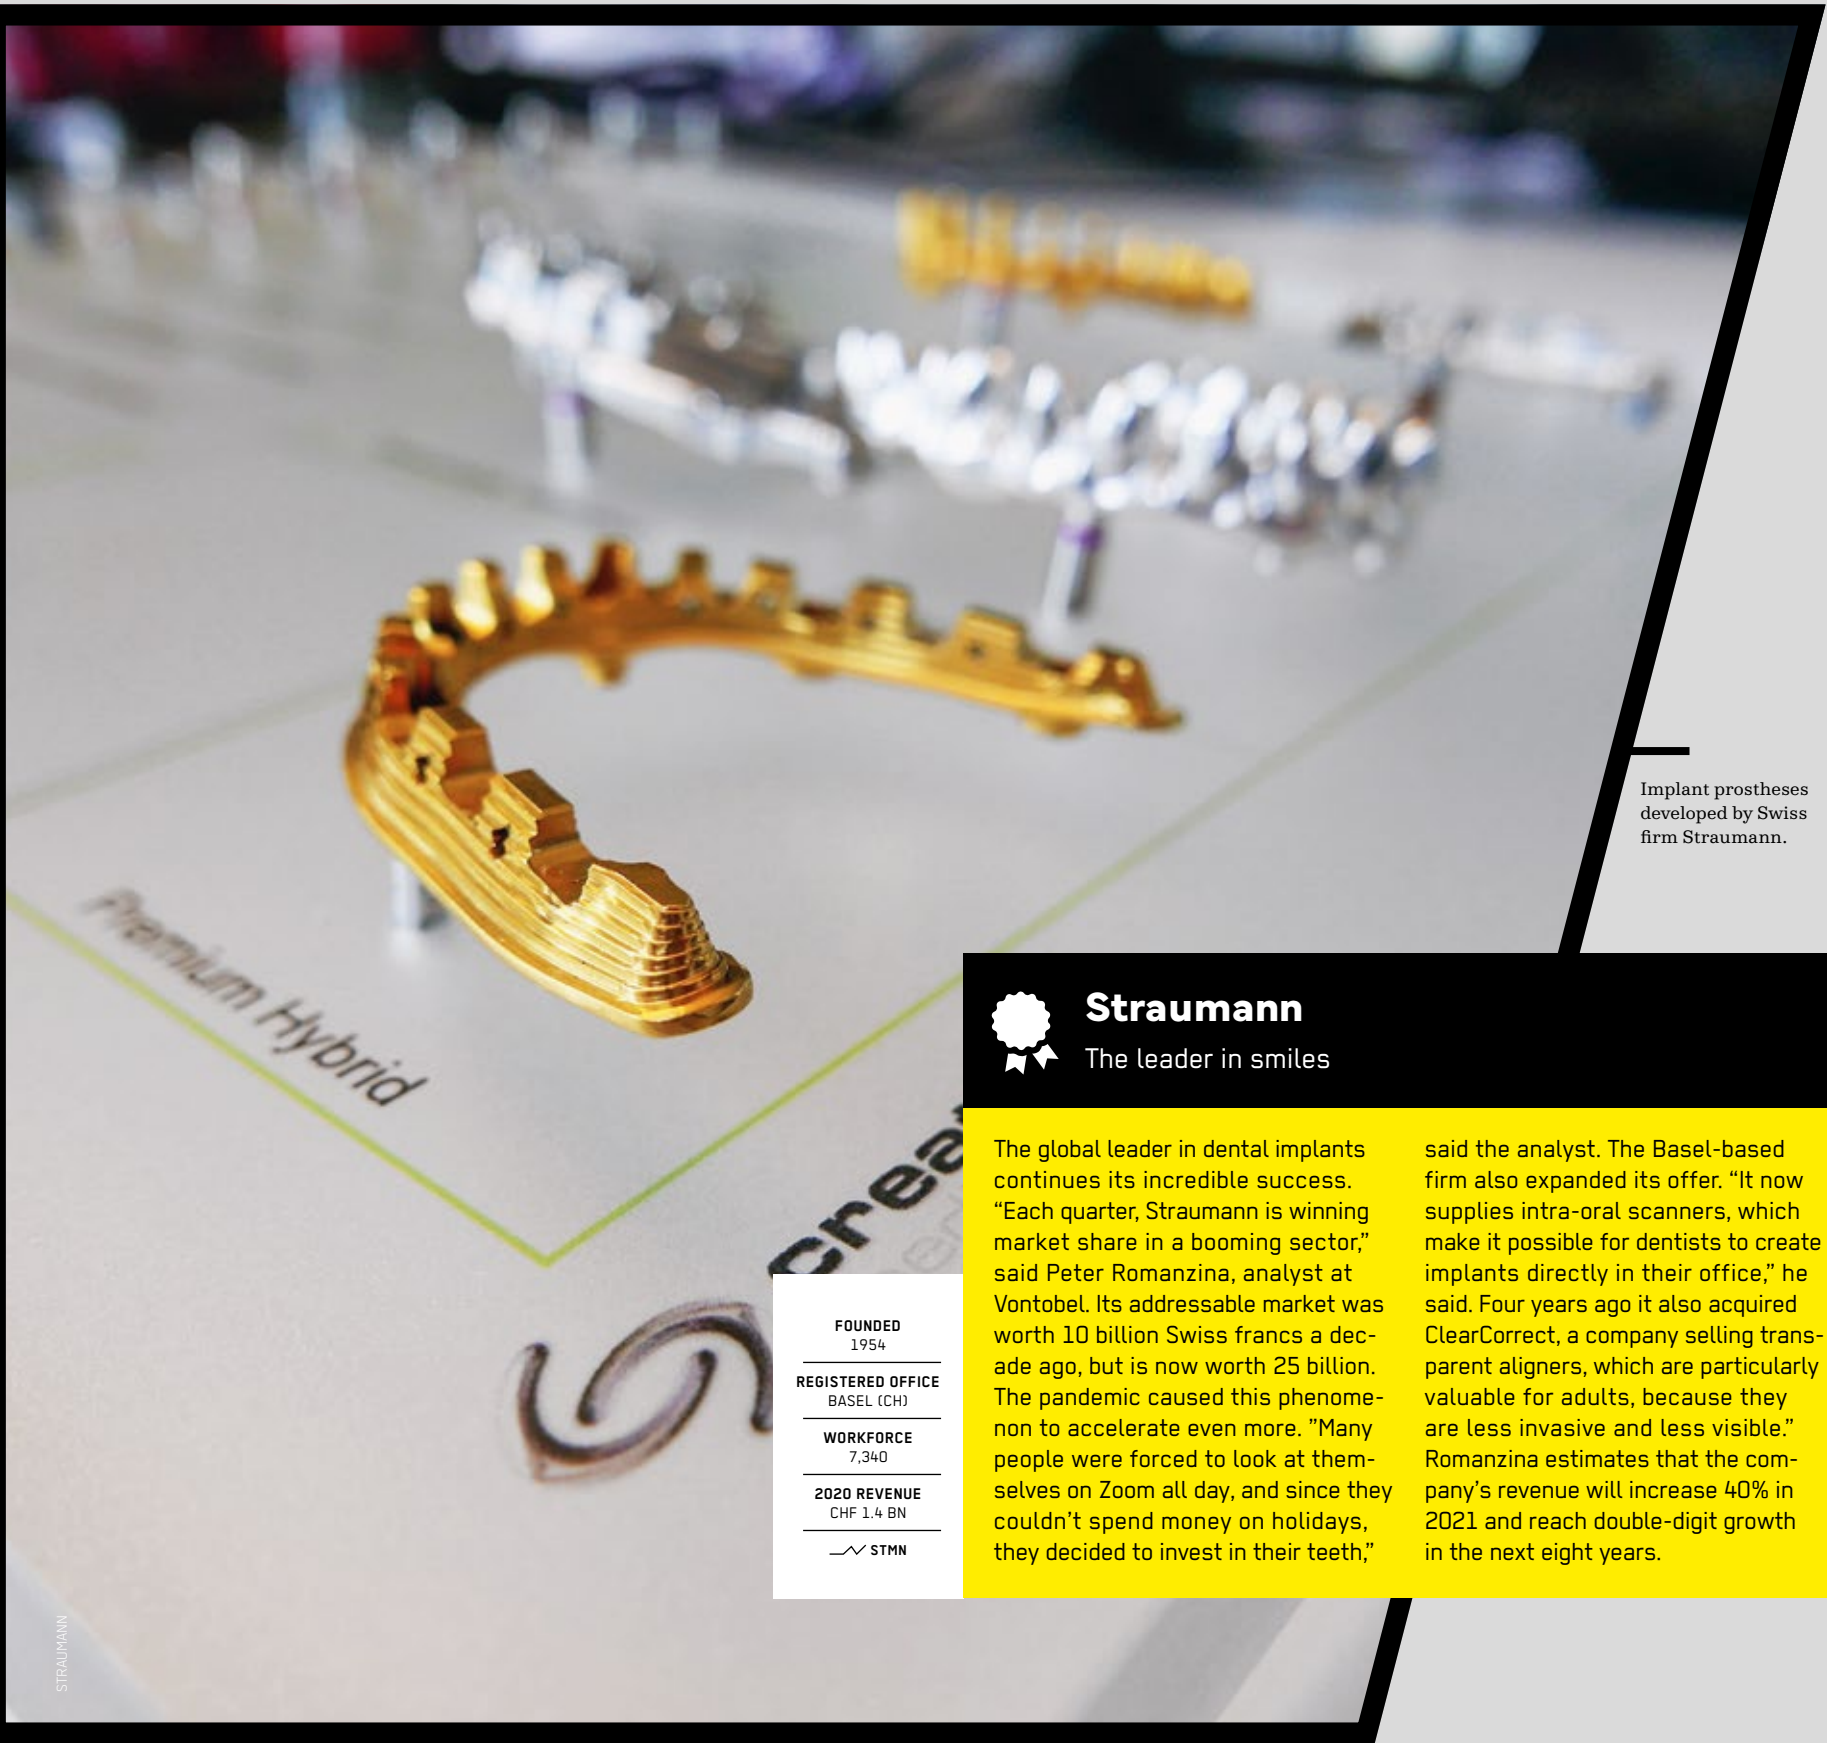 Implant prostheses
developed by Swiss
firm Straumann.
Premium Hybrid
crea
Straumann
The leader in smiles
The global leader in dental implants
continues its incredible success.
“Each quarter, Straumann is winning
market share in a booming sector,”
said Peter Romanzina, analyst at
Vontobel. Its addressable market was
worth 10 billion Swiss francs a dec-
ade ago, but is now worth 25 billion.
The pandemic caused this phenome-
non to accelerate even more. ”Many
people were forced to look at them-
selves on Zoom all day, and since they
couldn’t spend money on holidays,
they decided to invest in their teeth,”
said the analyst. The Basel-based
firm also expanded its offer. “It now
supplies intra-oral scanners, which
make it possible for dentists to create
implants directly in their office,” he
said. Four years ago it also acquired
ClearCorrect, a company selling trans-
parent aligners, which are particularly
valuable for adults, because they
are less invasive and less visible.”
Romanzina estimates that the com-
pany’s revenue will increase 40% in
2021 and reach double-digit growth
in the next eight years.
FOUNDED
1954
REGISTERED OFFICE
BASEL (CH)
WORKFORCE
7,340
2020 REVENUE
CHF 1.4 BN
STMN
STRAUMANN